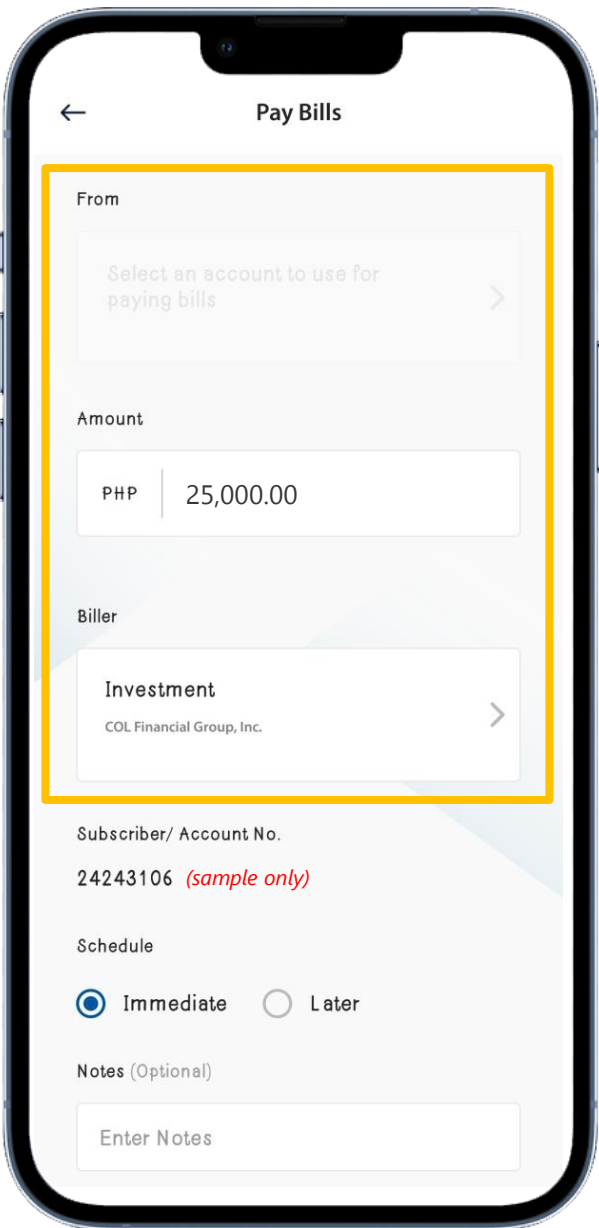 Pay Bills
From
Select an account to use for
paying bills
Amount
PHP 25,000.00
Biller
Investment
COL Financial Group, Inc.
Subscriber/ Account No.
24243106 (sample only)
Schedule
Immediate Later
Notes (Optional)
Enter Notes